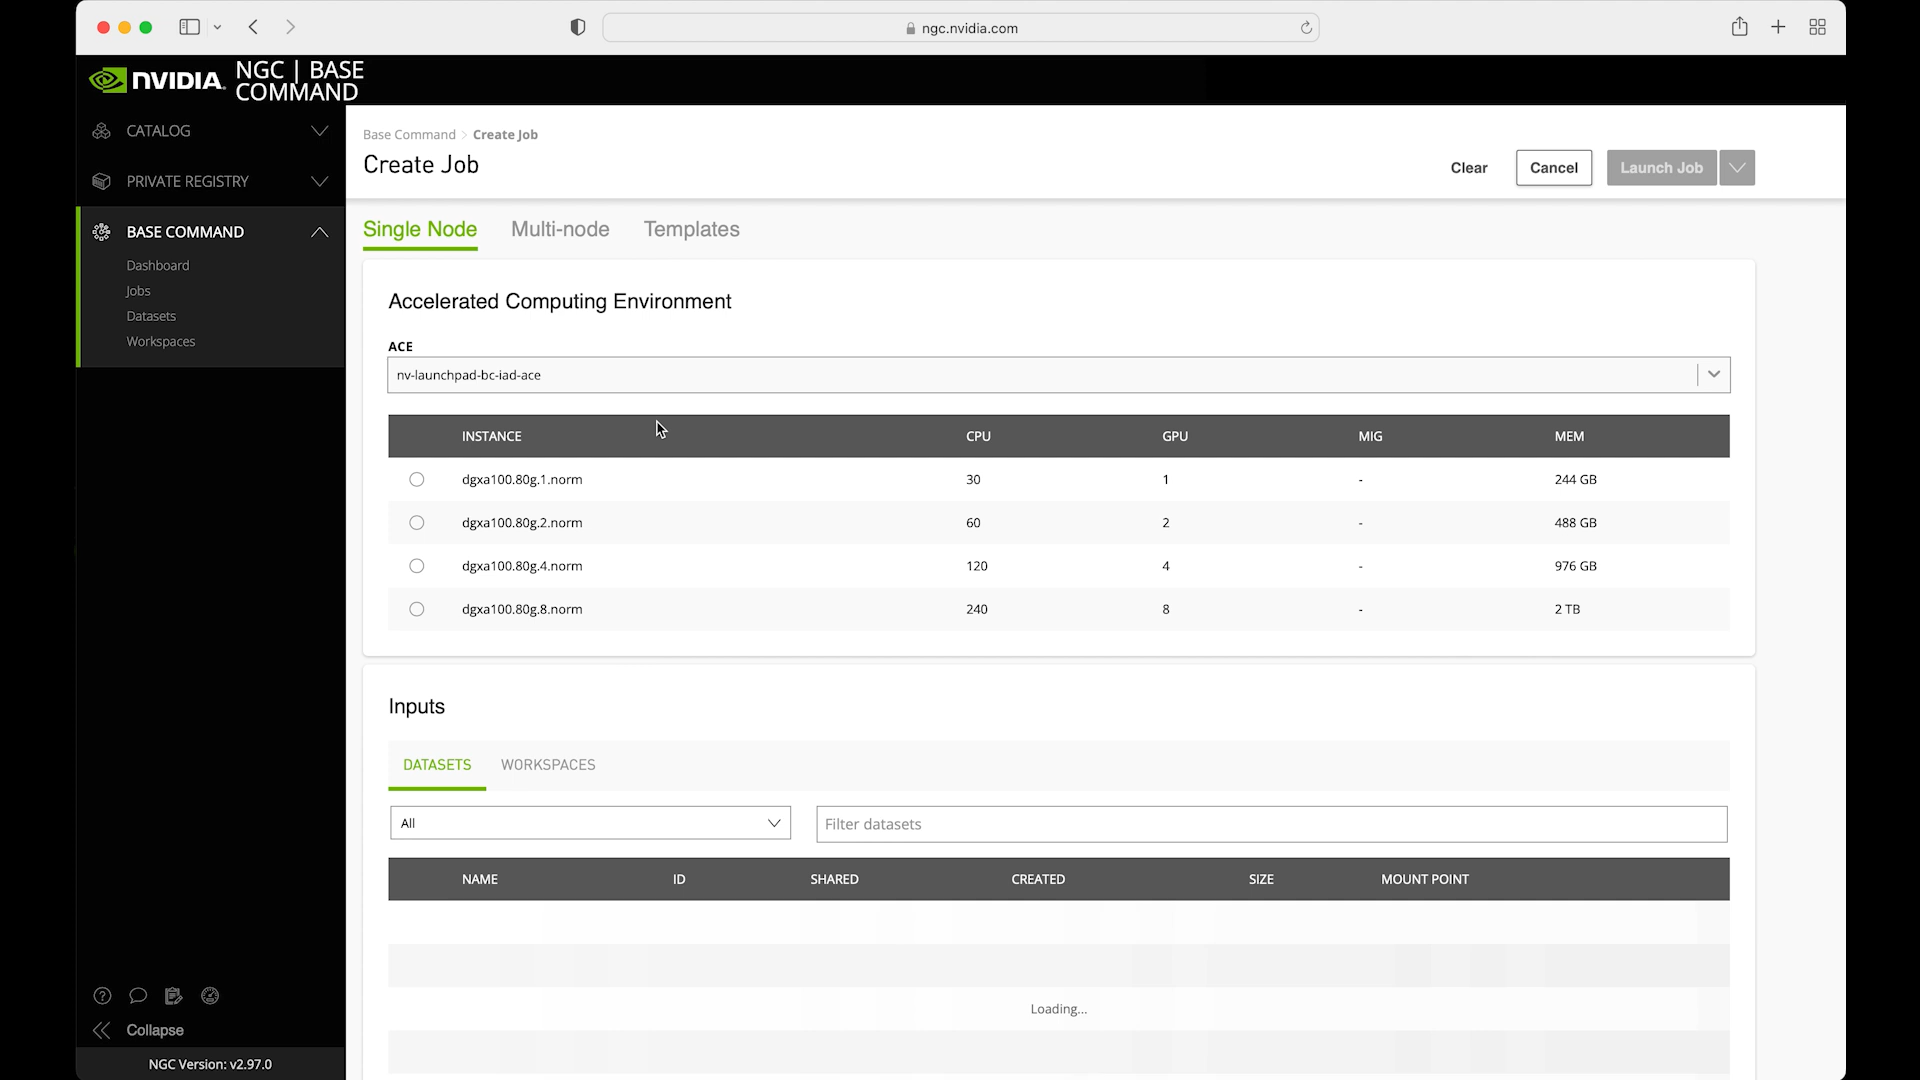 ngc.nvidia.com
NVIDIA.
NGC | BASE
COMMAND
CATALOG
PRIVATE REGISTRY
BASE COMMAND
Dashboard
Jobs
Datasets
Workspaces
Collapse
NGC Version: v2.97.0
Base Command > Create Job
Create Job
Clear
Cancel
Launch Job
Single Node Multi-node Templates
Accelerated Computing Environment
ACE
nv-launchpad-bc-iad-ace
INSTANCE CPU GPU MIG MEM
dgxa100.80g.1.norm 30 1 - 244 GB
dgxa100.80g.2.norm 60 2 - 488 GB
dgxa100.80g.4.norm 120 4 - 976 GB
dgxa100.80g.8.norm 240 8 - 2 TB
Inputs
DATASETS WORKSPACES
All
Filter datasets
NAME ID SHARED CREATED SIZE MOUNT POINT
Loading...